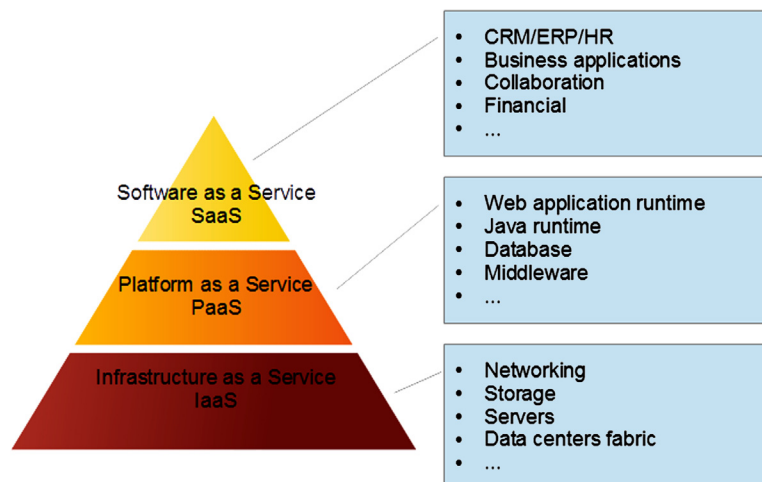 Software as a Service
SaaS
Platform as a Service
PaaS
Infrastructure as a Service
IaaS
• CRM/ERP/HR
• Business applications
• Collaboration
• Financial
• ...
• Web application runtime
• Java runtime
• Database
• Middleware
• ...
• Networking
• Storage
• Servers
• Data centers fabric
• ...